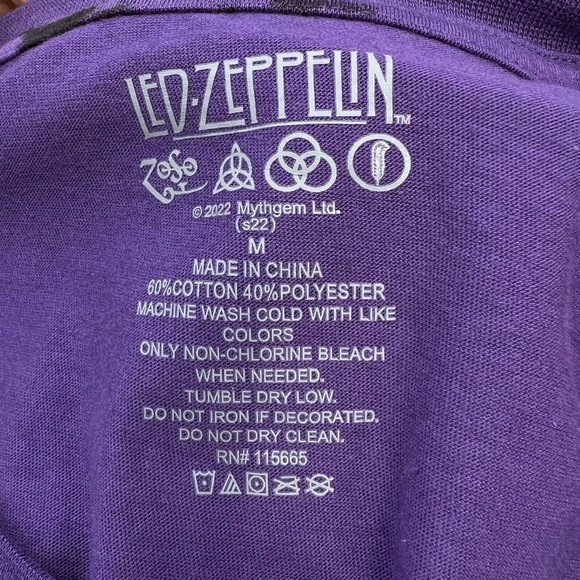 LED-ZEPPELIN™
ZoSo
© 2022 Mythgem Ltd.
(s22)
M
MADE IN CHINA
60%COTTON 40%POLYESTER
MACHINE WASH COLD WITH LIKE
COLORS
ONLY NON-CHLORINE BLEACH
WHEN NEEDED.
TUMBLE DRY LOW.
DO NOT IRON IF DECORATED.
DO NOT DRY CLEAN.
RN# 115665